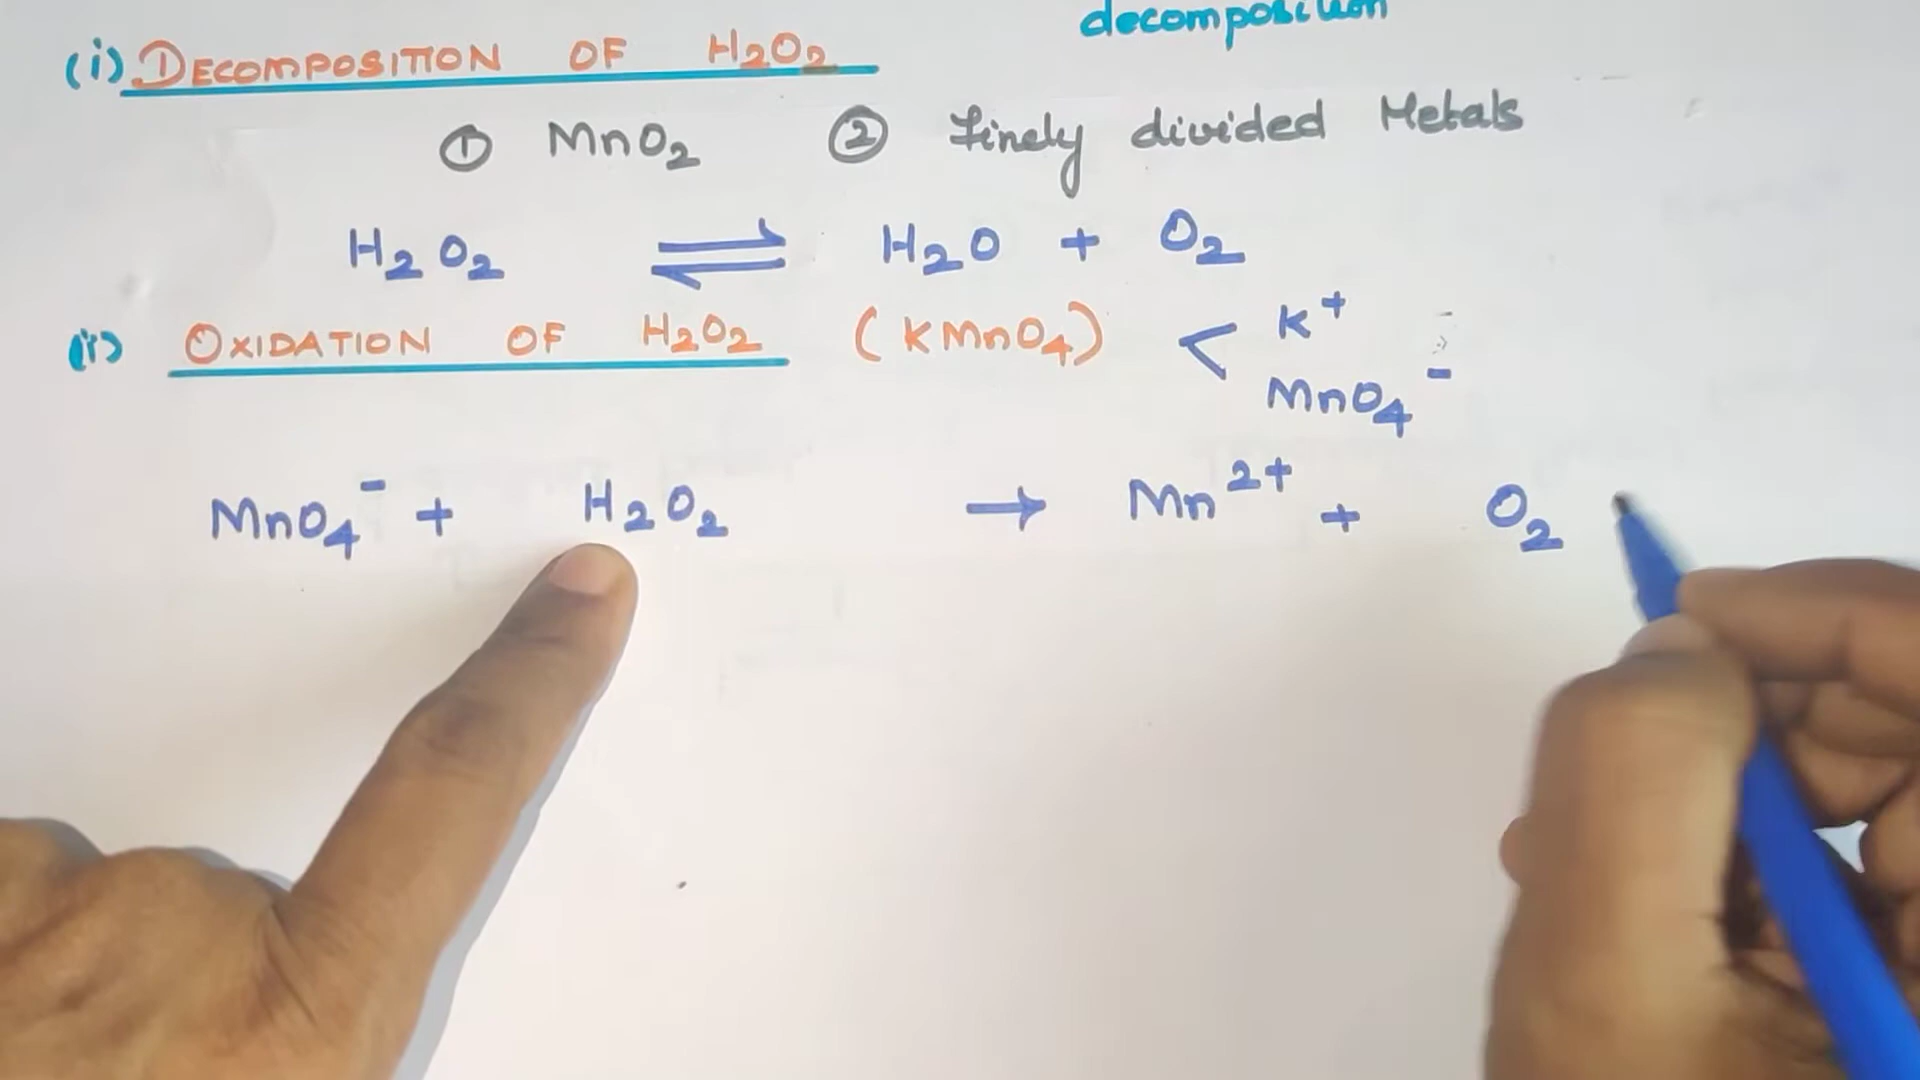 decomposition
(i) DECOMPOSITION OF H2O2
① MnO2 ② Finely divided Metals
H2O2 ⇌ H2O + O2
(ii) OXIDATION OF H2O2 (KMnO4) < K⁺
MnO4⁻
MnO4⁻ + H2O2 → Mn²⁺ + O2